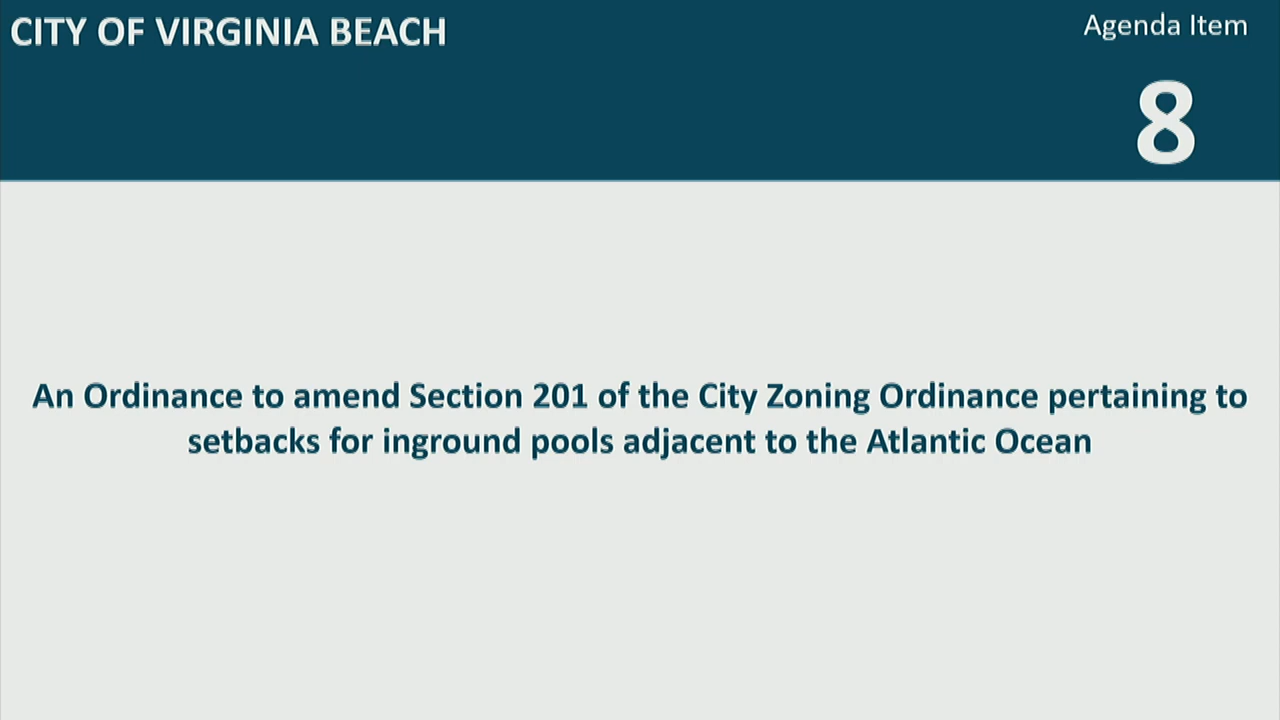 CITY OF VIRGINIA BEACH
Agenda Item
8
An Ordinance to amend Section 201 of the City Zoning Ordinance pertaining to
setbacks for inground pools adjacent to the Atlantic Ocean